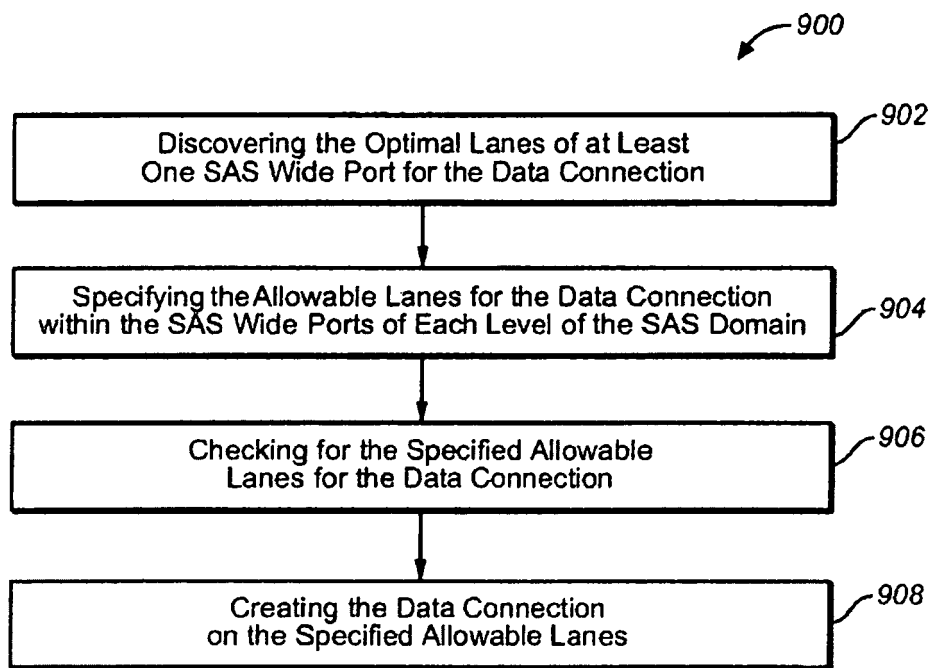 900
902
Discovering the Optimal Lanes of at Least
One SAS Wide Port for the Data Connection
Specifying the Allowable Lanes for the Data Connection
within the SAS Wide Ports of Each Level of the SAS Domain
904
Checking for the Specified Allowable
Lanes for the Data Connection
906
Creating the Data Connection
on the Specified Allowable Lanes
908